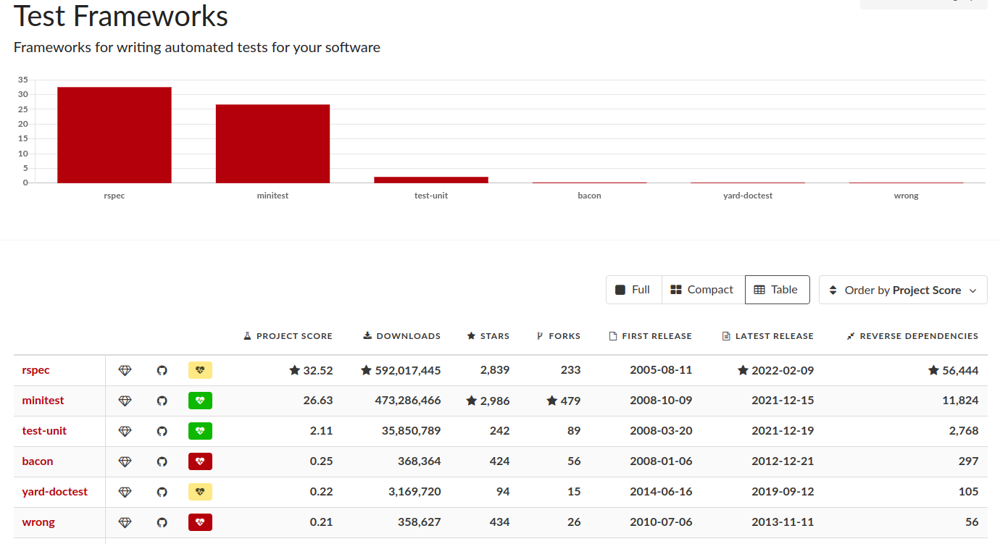 Test Frameworks
Frameworks for writing automated tests for your software
35
30
25
20
15
10
5
0
rspec minitest test-unit bacon yard-doctest wrong
Full Compact Table Order by Project Score
PROJECT SCORE DOWNLOADS STARS FORKS FIRST RELEASE LATEST RELEASE REVERSE DEPENDENCIES
rspec 32.52 592,017,445 2,839 233 2005-08-11 2022-02-09 56,444
minitest 26.63 473,286,466 2,986 479 2008-10-09 2021-12-15 11,824
test-unit 2.11 35,850,789 242 89 2008-03-20 2021-12-19 2,768
bacon 0.25 368,364 424 56 2008-01-06 2012-12-21 297
yard-doctest 0.22 3,169,720 94 15 2014-06-16 2019-09-12 105
wrong 0.21 358,627 434 26 2010-07-06 2013-11-11 56